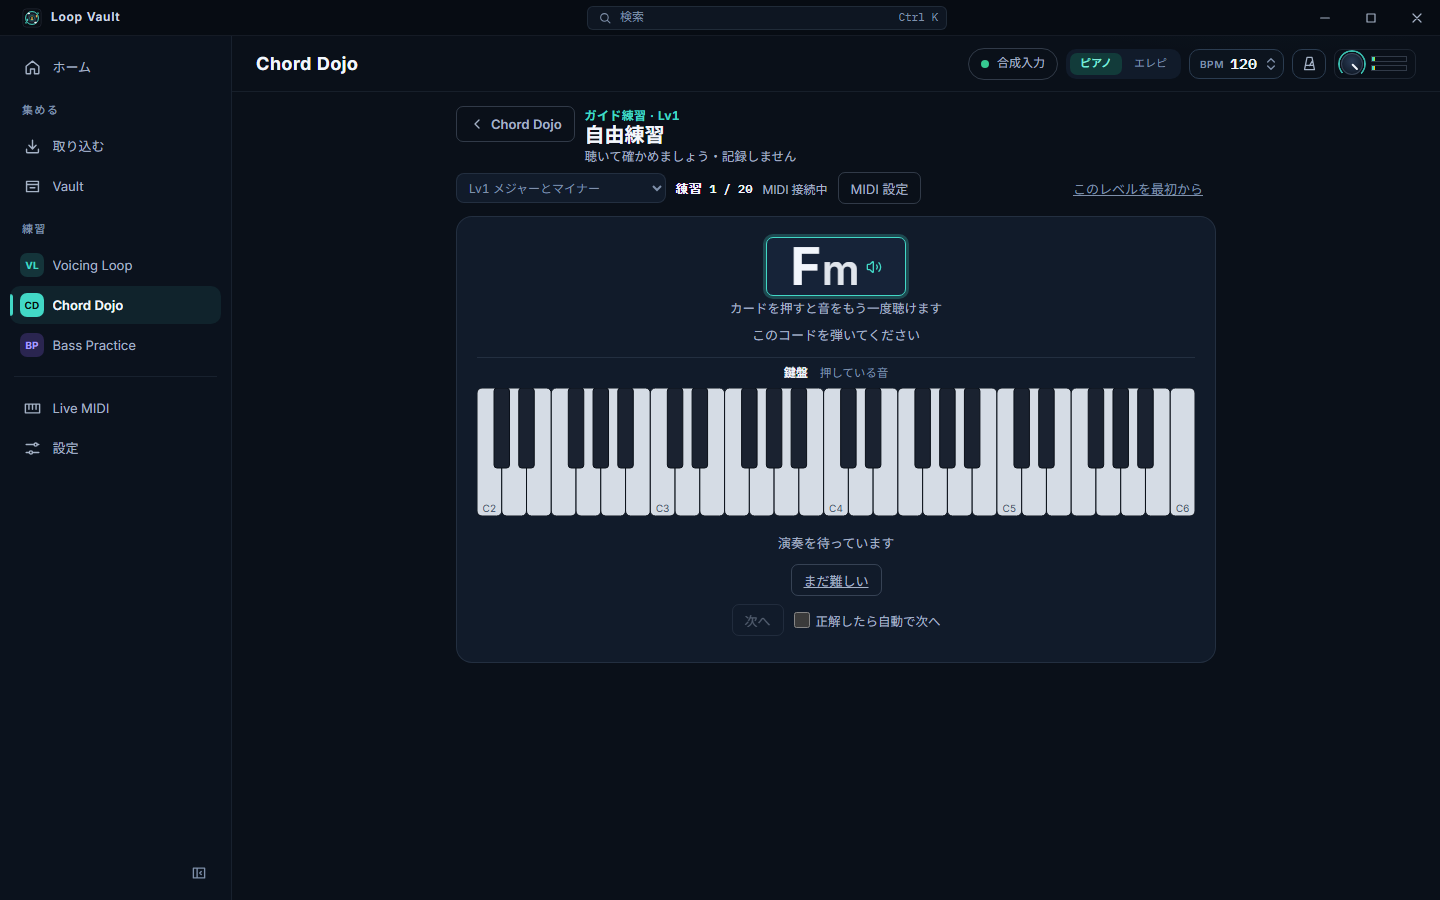 Loop Vault
検索
Ctrl K
ホーム
集める
取り込む
Vault
練習
VL Voicing Loop
CD Chord Dojo
BP Bass Practice
Live MIDI
設定
Chord Dojo
合成入力
ピアノ エレピ
BPM 120
Chord Dojo
ガイド練習 · Lv1
自由練習
聴いて確かめましょう・記録しません
Lv1 メジャーとマイナー
練習 1 / 20
MIDI 接続中
MIDI 設定
このレベルを最初から
Fm
カードを押すと音をもう一度聴けます
このコードを弾いてください
鍵盤 押している音
C2 C3 C4 C5 C6
演奏を待っています
まだ難しい
次へ
正解したら自動で次へ